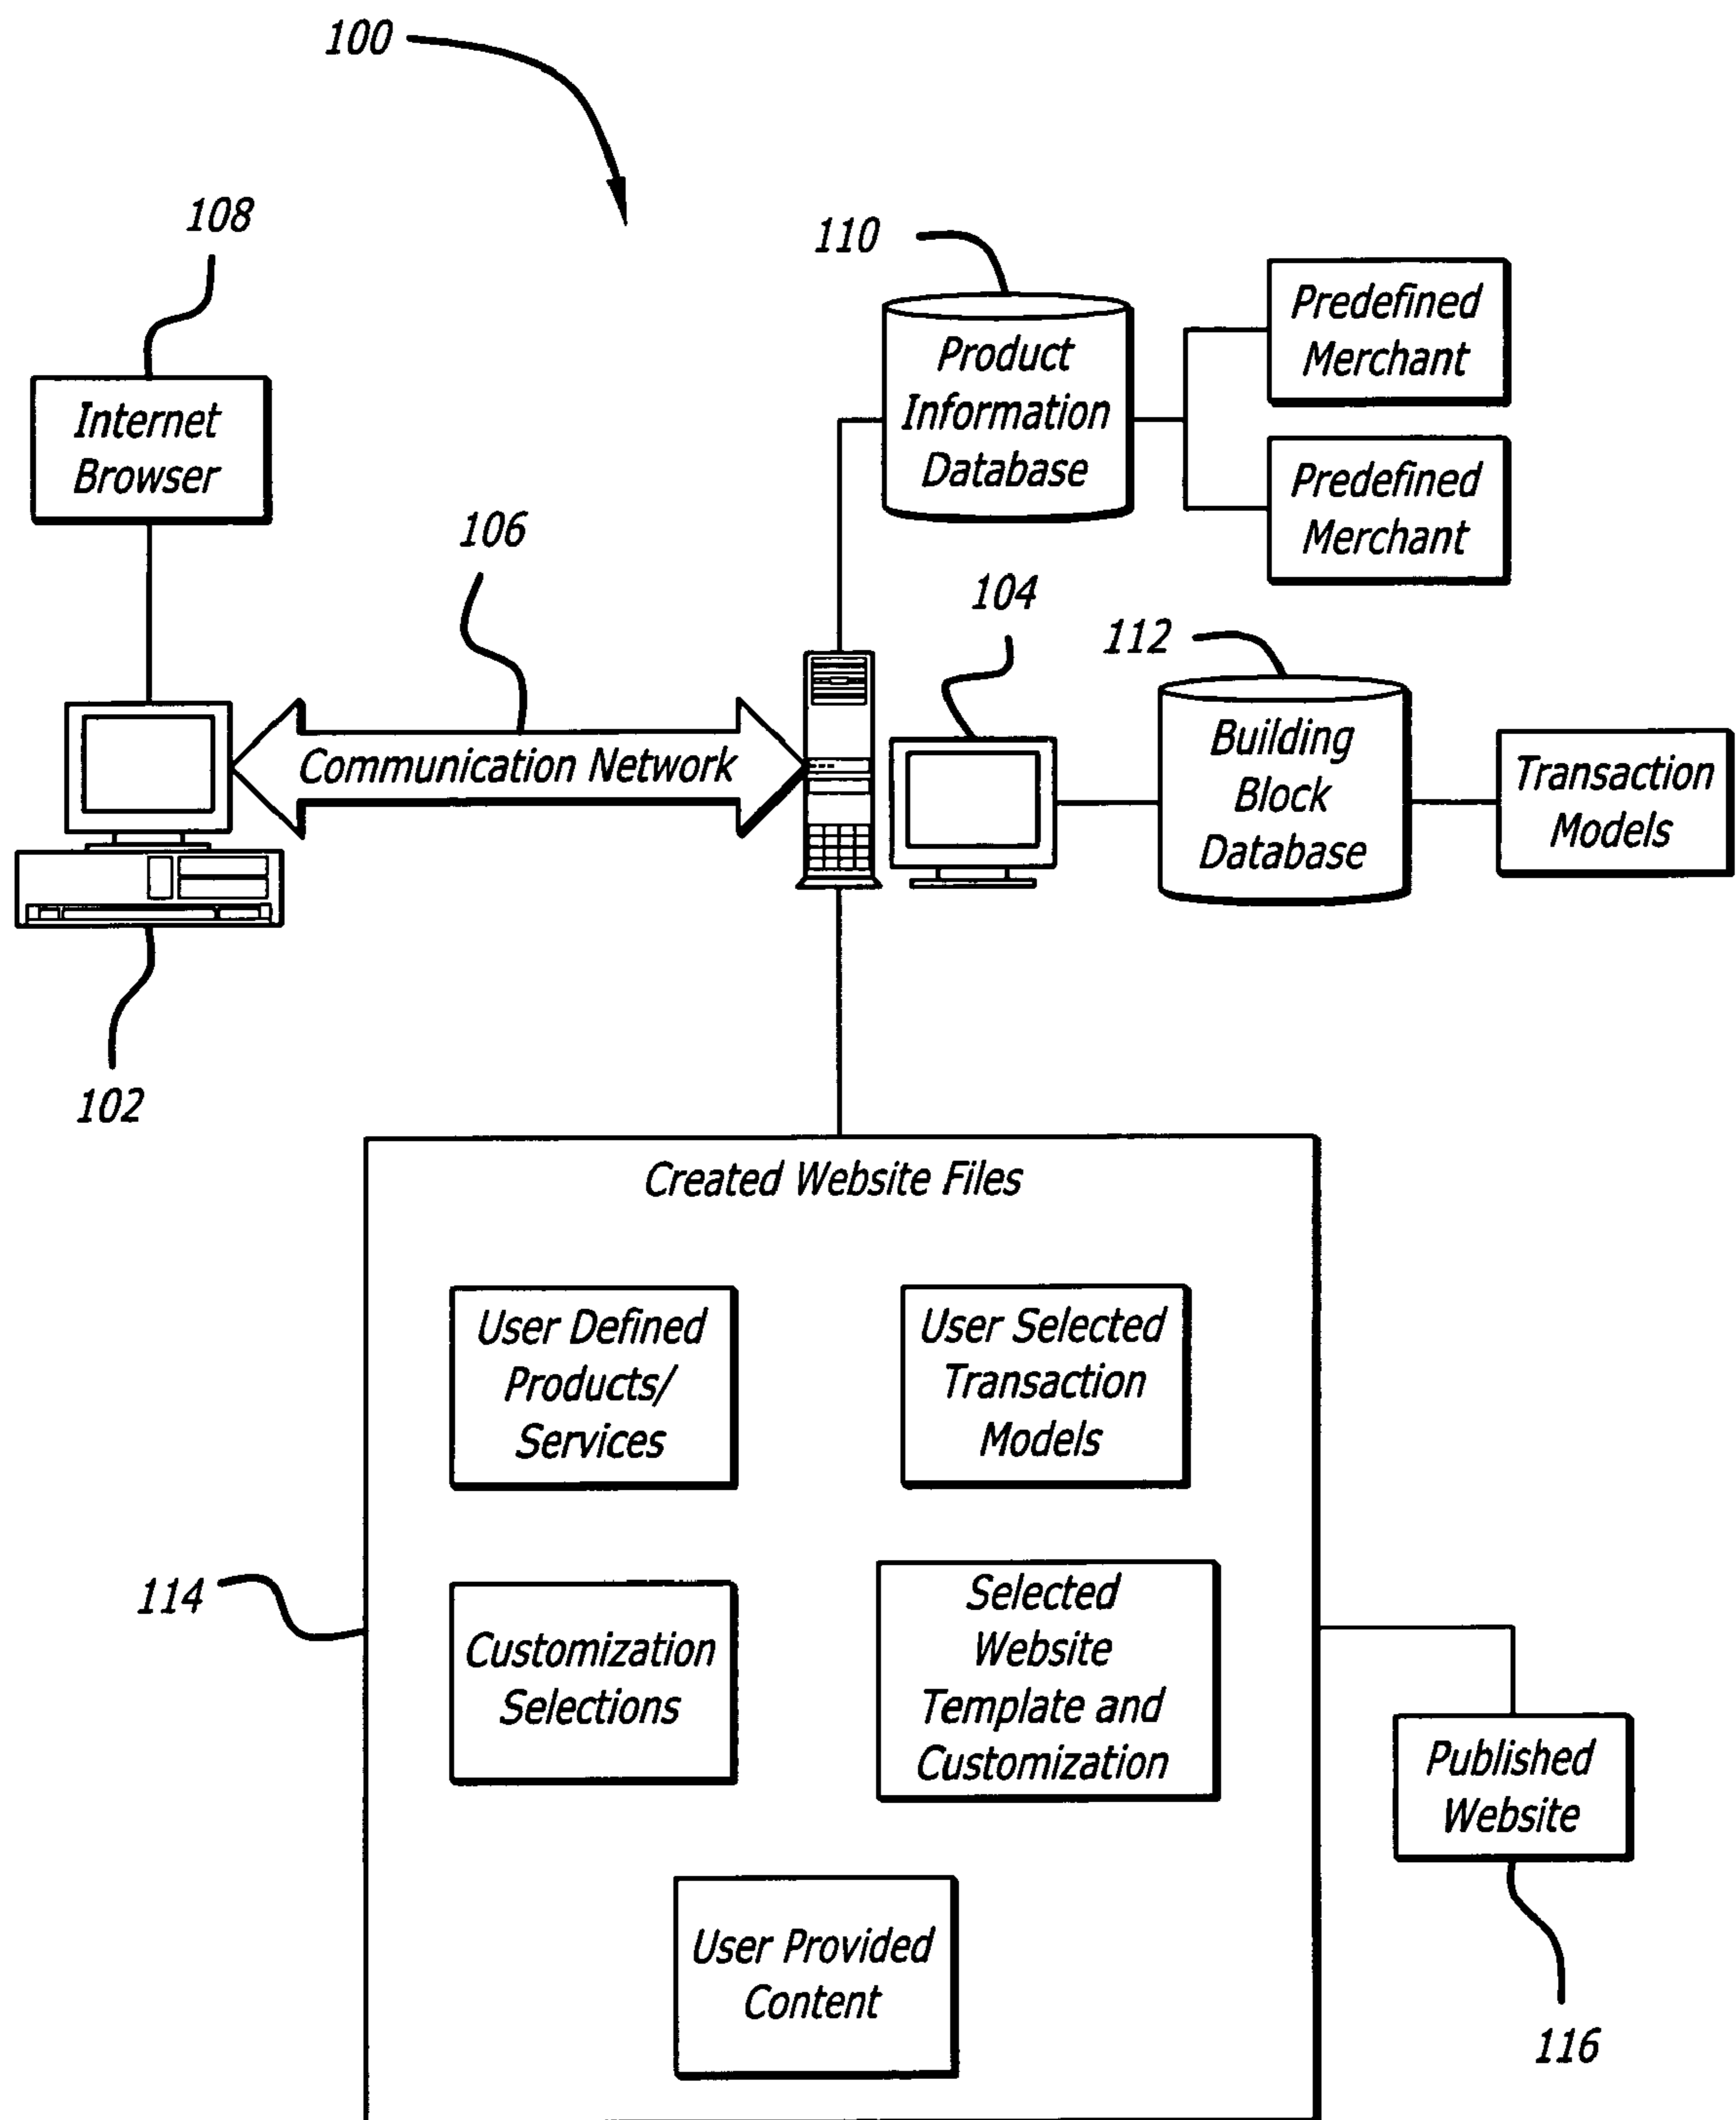 100
108
110
Predefined
Merchant
Product
Information
Database
Internet
Browser
Predefined
Merchant
106
104
112
Communication Network
Building
Block
Database
Transaction
Models
102
Created Website Files
User Defined
Products/
Services
User Selected
Transaction
Models
114
Customization
Selections
Selected
Website
Template and
Customization
Published
Website
User Provided
Content
116